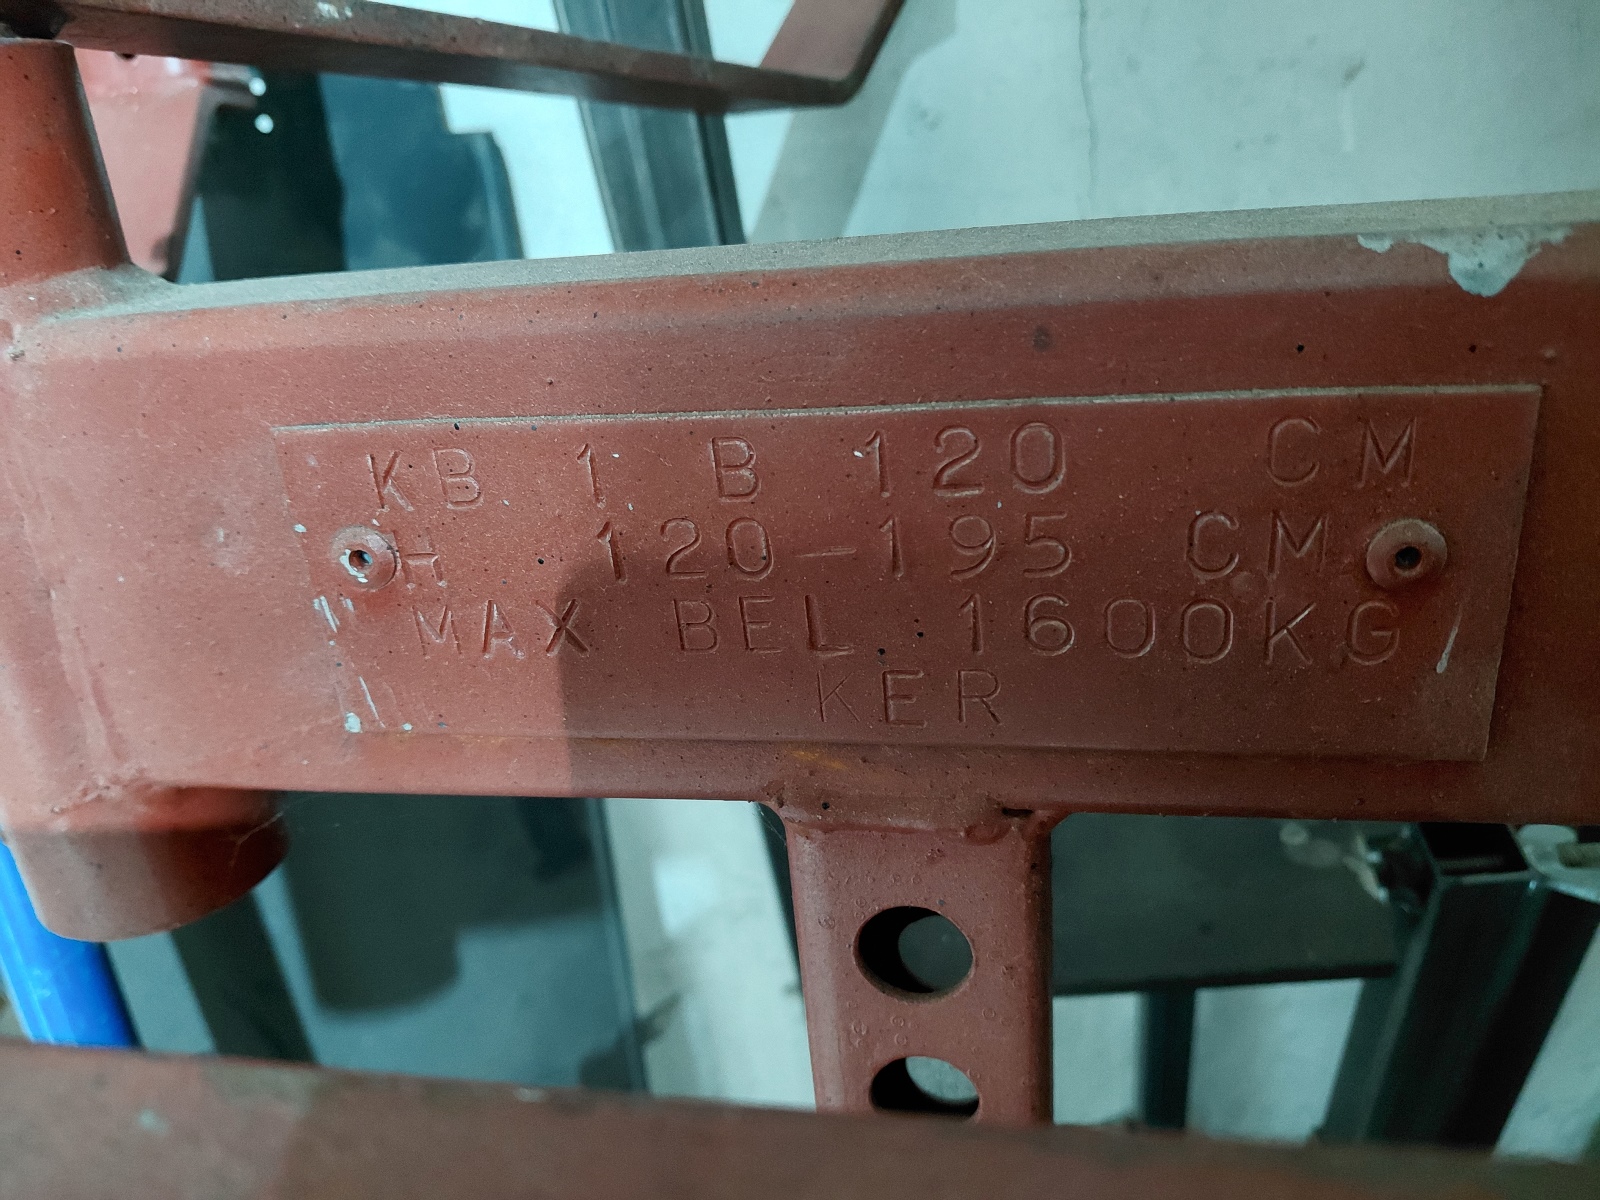 KB 1 B 120 CM
H 120-195 CM
MAX BEL 1600KG
KER